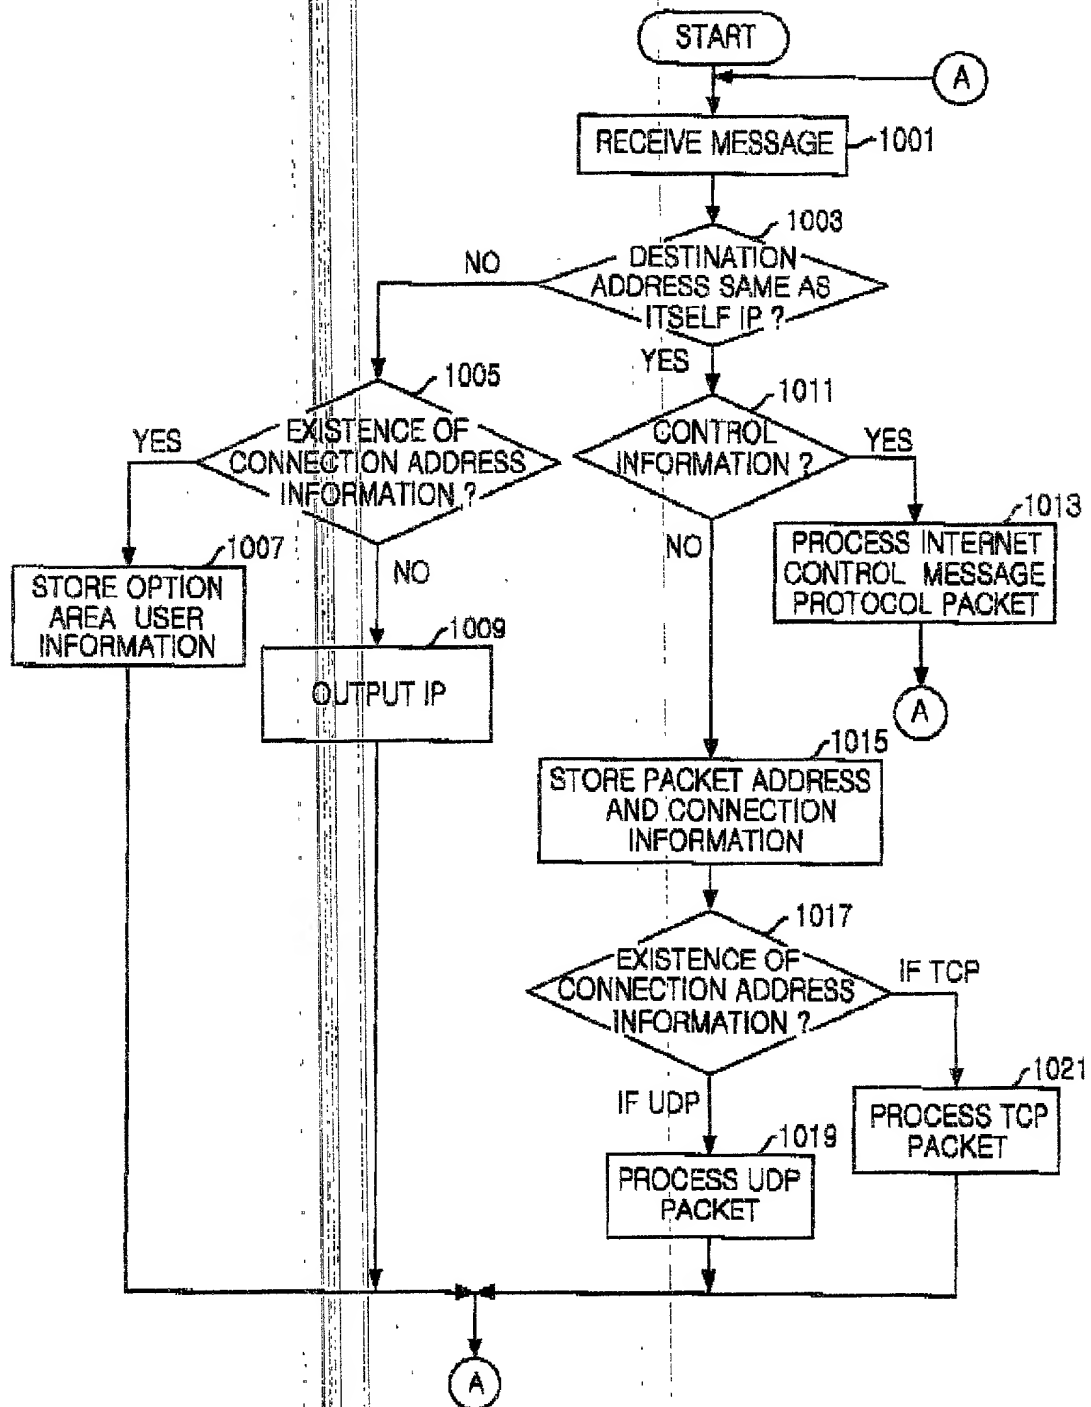 START
A
RECEIVE MESSAGE
1001
1003
DESTINATION
ADDRESS SAME AS
ITSELF IP ?
NO
YES
1005
EXISTENCE OF
CONNECTION ADDRESS
INFORMATION ?
YES
NO
1011
CONTROL
INFORMATION ?
YES
NO
1013
PROCESS INTERNET
CONTROL MESSAGE
PROTOCOL PACKET
A
1007
STORE OPTION
AREA USER
INFORMATION
1009
OUTPUT IP
1015
STORE PACKET ADDRESS
AND CONNECTION
INFORMATION
1017
EXISTENCE OF
CONNECTION ADDRESS
INFORMATION ?
IF TCP
IF UDP
1021
PROCESS TCP
PACKET
1019
PROCESS UDP
PACKET
A